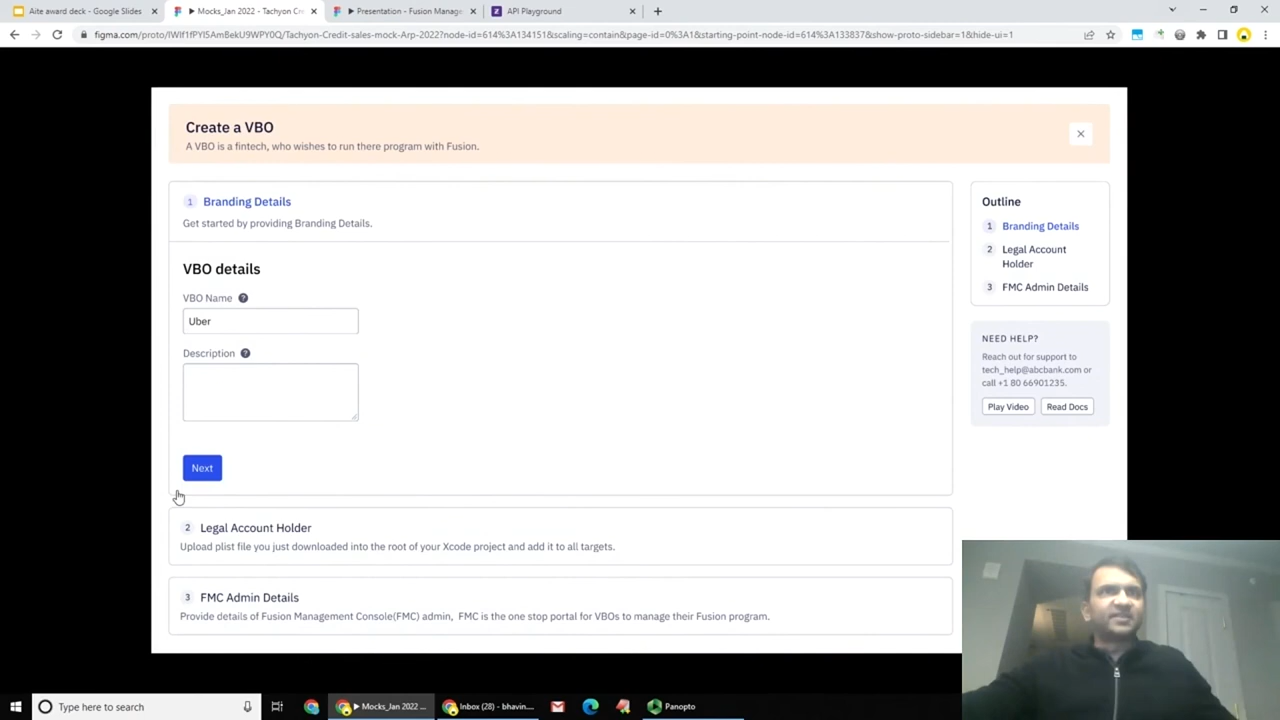 Aite award deck - Google Slides
Mocks_Jan 2022 - Tachyon Cre
Presentation - Fusion Manage
API Playground
figma.com/proto/IWlf1fPYl5AmBekU9WPY0Q/Tachyon-Credit-sales-mock-Arp-2022?node-id=614%3A134151&scaling=contain&page-id=0%3A1&starting-point-node-id=614%3A133837&show-proto-sidebar=1&hide-ui=1
Create a VBO
A VBO is a fintech, who wishes to run there program with Fusion.
1 Branding Details
Get started by providing Branding Details.
VBO details
VBO Name ?
Uber
Description ?
Next
2 Legal Account Holder
Upload plist file you just downloaded into the root of your Xcode project and add it to all targets.
3 FMC Admin Details
Provide details of Fusion Management Console(FMC) admin, FMC is the one stop portal for VBOs to manage their Fusion program.
Outline
1 Branding Details
2 Legal Account
Holder
3 FMC Admin Details
NEED HELP?
Reach out for support to
tech_help@abcbank.com or
call +1 80 66901235.
Play Video Read Docs
Type here to search
Mocks_Jan 2022 ...
Inbox (28) - bhavin...
Panopto